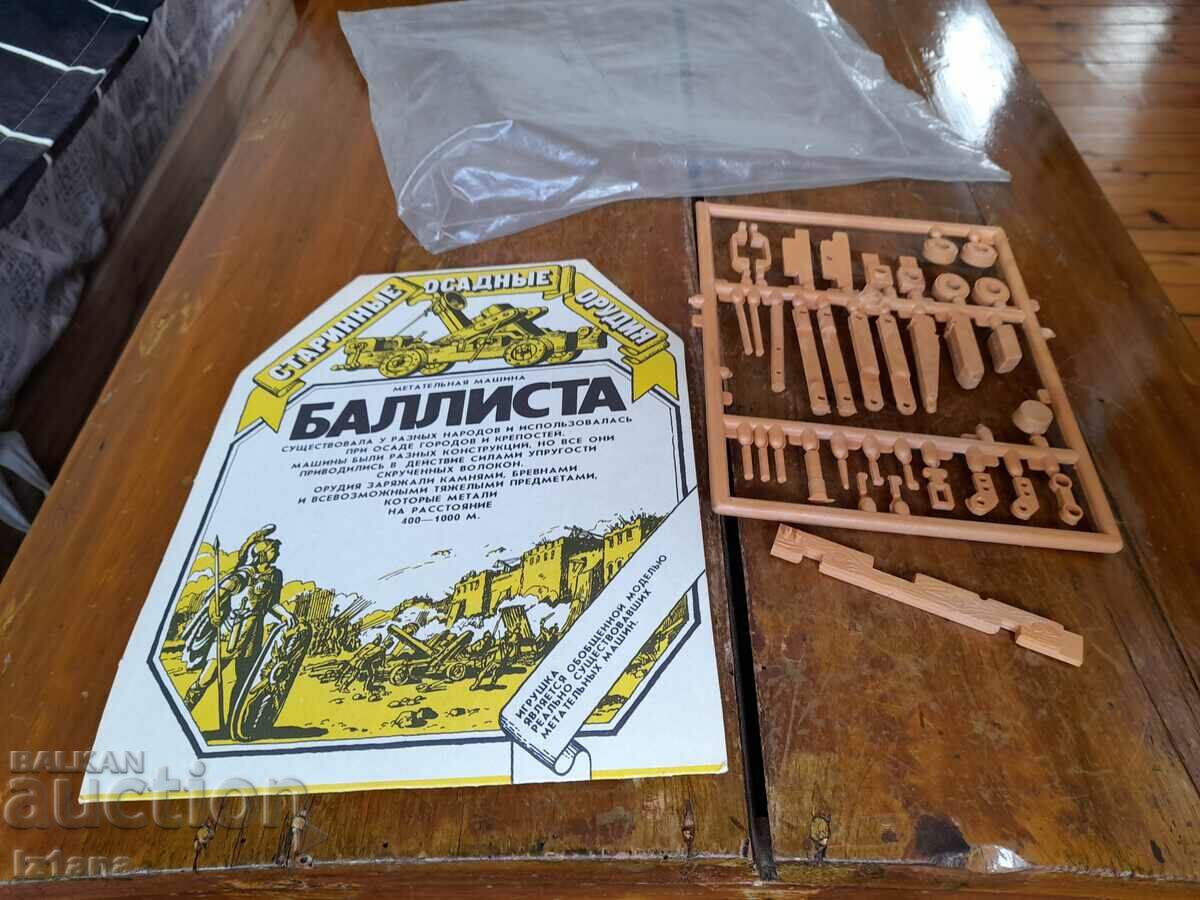 СТАРИННЫЕ ОСАДНЫЕ ОРУДИЯ
МЕТАТЕЛЬНАЯ МАШИНА
БАЛЛИСТА
СУЩЕСТВОВАЛА У РАЗНЫХ НАРОДОВ И ИСПОЛЬЗОВАЛАСЬ
ПРИ ОСАДЕ ГОРОДОВ И КРЕПОСТЕЙ.
МАШИНЫ БЫЛИ РАЗНЫХ КОНСТРУКЦИЙ, НО ВСЕ ОНИ
ПРИВОДИЛИСЬ В ДЕЙСТВИЕ СИЛАМИ УПРУГОСТИ
СКРУЧЕННЫХ ВОЛОКОН.
ОРУДИЯ ЗАРЯЖАЛИ КАМНЯМИ, БРЕВНАМИ
И ВСЕВОЗМОЖНЫМИ ТЯЖЕЛЫМИ ПРЕДМЕТАМИ,
КОТОРЫЕ МЕТАЛИ
НА РАССТОЯНИЕ
400—1000 М.
ИГРУШКА
ЯВЛЯЕТСЯ ОБОБЩЕННОЙ МОДЕЛЬЮ
РЕАЛЬНО СУЩЕСТВОВАВШИХ
МЕТАТЕЛЬНЫХ МАШИН.
BALKAN
auction
Iz1ana